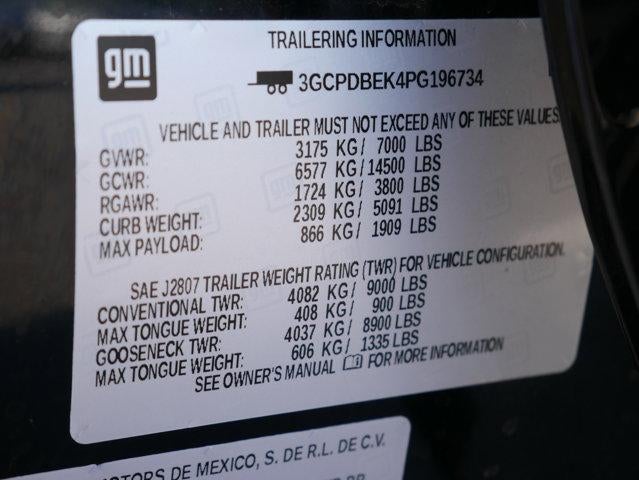 gm
TRAILERING INFORMATION
3GCPDBEK4PG196734
VEHICLE AND TRAILER MUST NOT EXCEED ANY OF THESE VALUES
GVWR: 3175 KG/ 7000 LBS
GCWR: 6577 KG/14500 LBS
RGAWR: 1724 KG/ 3800 LBS
CURB WEIGHT: 2309 KG/ 5091 LBS
MAX PAYLOAD: 866 KG/ 1909 LBS
SAE J2807 TRAILER WEIGHT RATING (TWR) FOR VEHICLE CONFIGURATION.
CONVENTIONAL TWR: 4082 KG/ 9000 LBS
MAX TONGUE WEIGHT: 408 KG/ 900 LBS
GOOSENECK TWR: 4037 KG/ 8900 LBS
MAX TONGUE WEIGHT: 606 KG/ 1335 LBS
SEE OWNER'S MANUAL FOR MORE INFORMATION
MOTORS DE MEXICO, S. DE R.L. DE C.V.